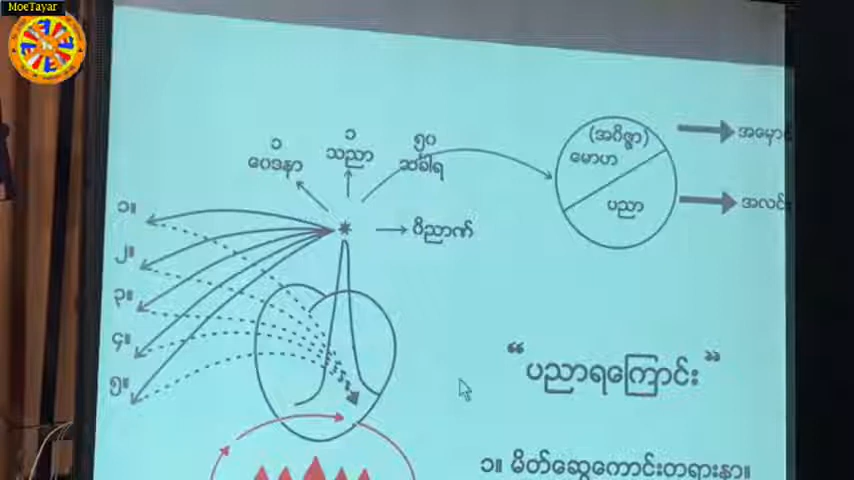 MoeTayar
၁
ဝေဒနာ
၁
သညာ
၅၀
သင်္ခါရ
ဝိညာဏ်
(အဝိဇ္ဇာ)
မောဟ
ပညာ
၁။
၂။
၃။
၄။
၅။
“ပညာရကြောင်း”
၁။ မိတ်ဆွေကောင်းတရားနာ။